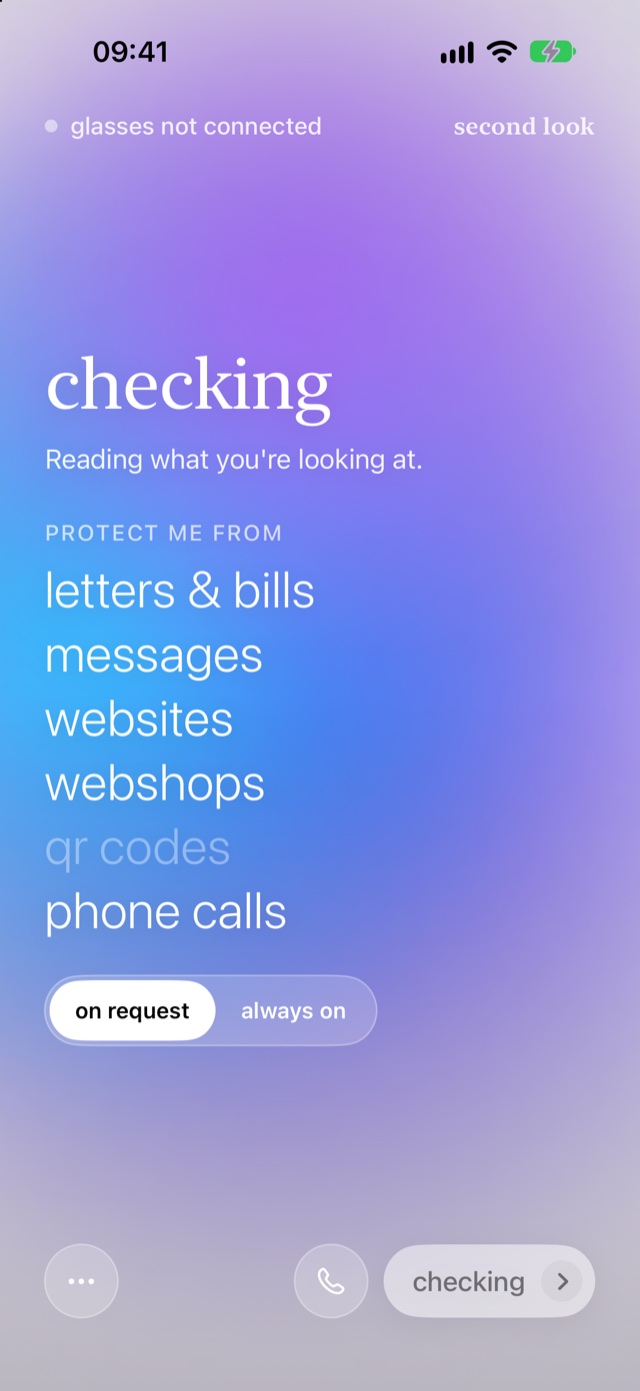 09:41
glasses not connected
second look
checking
Reading what you're looking at.
PROTECT ME FROM
letters & bills
messages
websites
webshops
qr codes
phone calls
on request
always on
checking